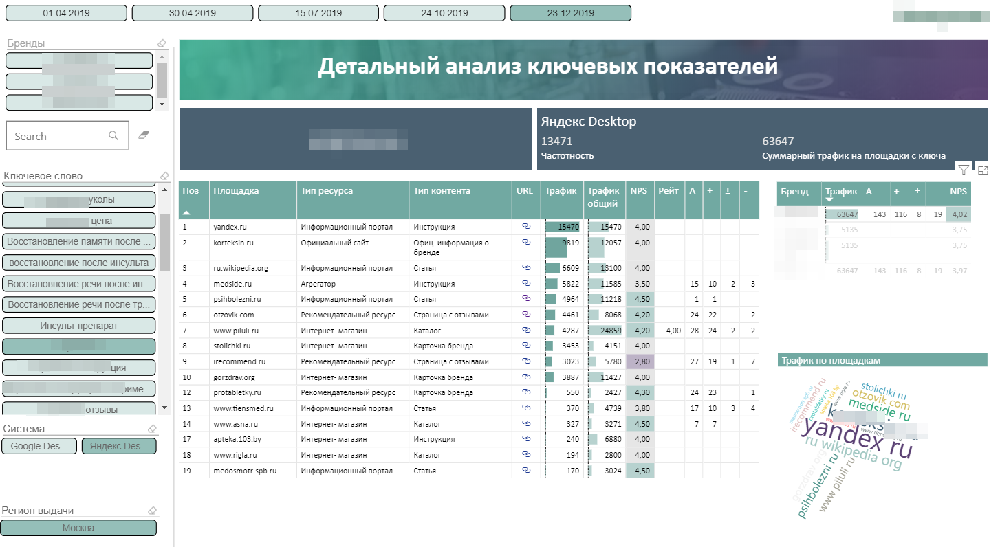 01.04.2019 30.04.2019 15.07.2019 24.10.2019 23.12.2019
Бренды
Search
Ключевое слово
уколы
цена
Восстановление памяти после ...
восстановление после инсульта
Восстановление речи после ин...
Восстановление речи после тр...
Инсульт препарат
ция
риме...
отзывы
Система
Google Des... Яндекс Des...
Регион выдачи
Москва
Детальный анализ ключевых показателей
Яндекс Desktop
13471 63647
Частотность Суммарный трафик на площадки с ключа
Поз Площадка Тип ресурса Тип контента URL Трафик Трафик общий NPS Рейт А + ± -
1 yandex.ru Информационный портал Инструкция 15470 15470 4,00
2 korteksin.ru Официальный сайт Офиц. информация о 9819 12057 4,00
бренде
3 ru.wikipedia.org Информационный портал Статья 6609 13100 4,00
4 medside.ru Агрегатор Инструкция 5822 11585 3,50 15 10 2 3
5 psihbolezni.ru Информационный портал Статья 4964 11218 4,50 1 1
6 otzovik.com Рекомендательный ресурс Страница с отзывами 4461 8068 4,20 24 22 2
7 www.piluli.ru Интернет- магазин Каталог 4287 24859 4,20 4,00 28 24 2 2
8 stolichki.ru Интернет- магазин Карточка бренда 3453 4151 4,00
9 irecommend.ru Рекомендательный ресурс Страница с отзывами 3023 5780 2,80 27 19 1 7
10 gorzdrav.org Интернет- магазин Карточка бренда 3887 11427 4,00
12 protabletky.ru Рекомендательный ресурс Карточка бренда 550 2427 4,30 24 23 1
13 www.tiensmed.ru Информационный портал Статья 370 4739 3,80 17 10 3 4
14 www.asna.ru Интернет- магазин Каталог 327 3271 4,50 7 7
17 apteka.103.by Интернет- магазин Инструкция 240 6880 4,00
18 www.rigla.ru Интернет- магазин Каталог 194 2800 4,00
19 medosmotr-spb.ru Информационный портал Статья 170 3024 4,50
Бренд Трафик А + ± - NPS
63647 143 116 8 19 4,02
5135 3,75
5135 3,75
63647 143 116 8 19 3,97
Трафик по площадкам
stolichki ru
otzovik com
medside ru
irecommend ru
medosmotr spb ru
protabletky ru
apteka 103 by
www rigla ru
yandex ru
ru wikipedia org
gorzdrav org
psihbolezni ru
www piluli ru